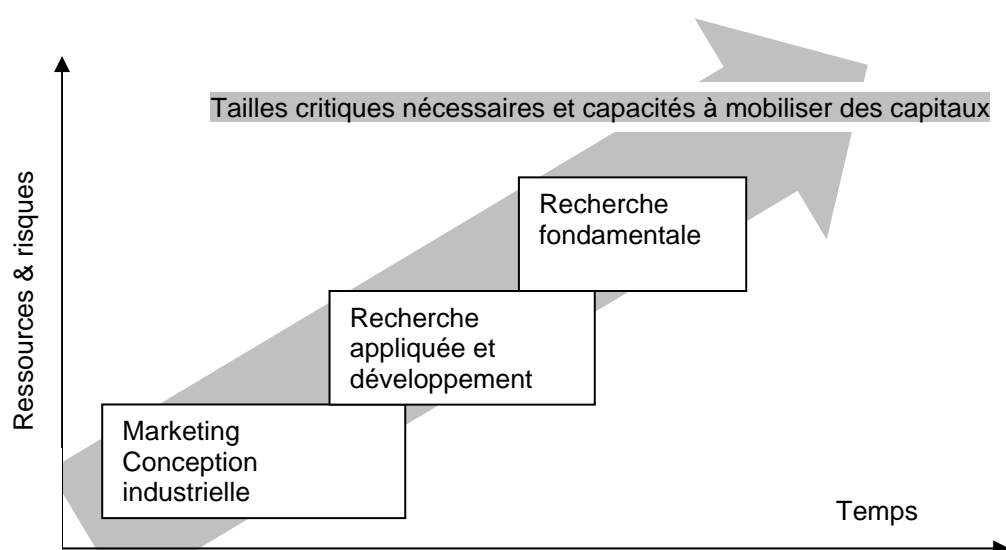 Tailles critiques nécessaires et capacités à mobiliser des capitaux
Ressources & risques
Recherche
fondamentale
Recherche
appliquée et
développement
Marketing
Conception
industrielle
Temps